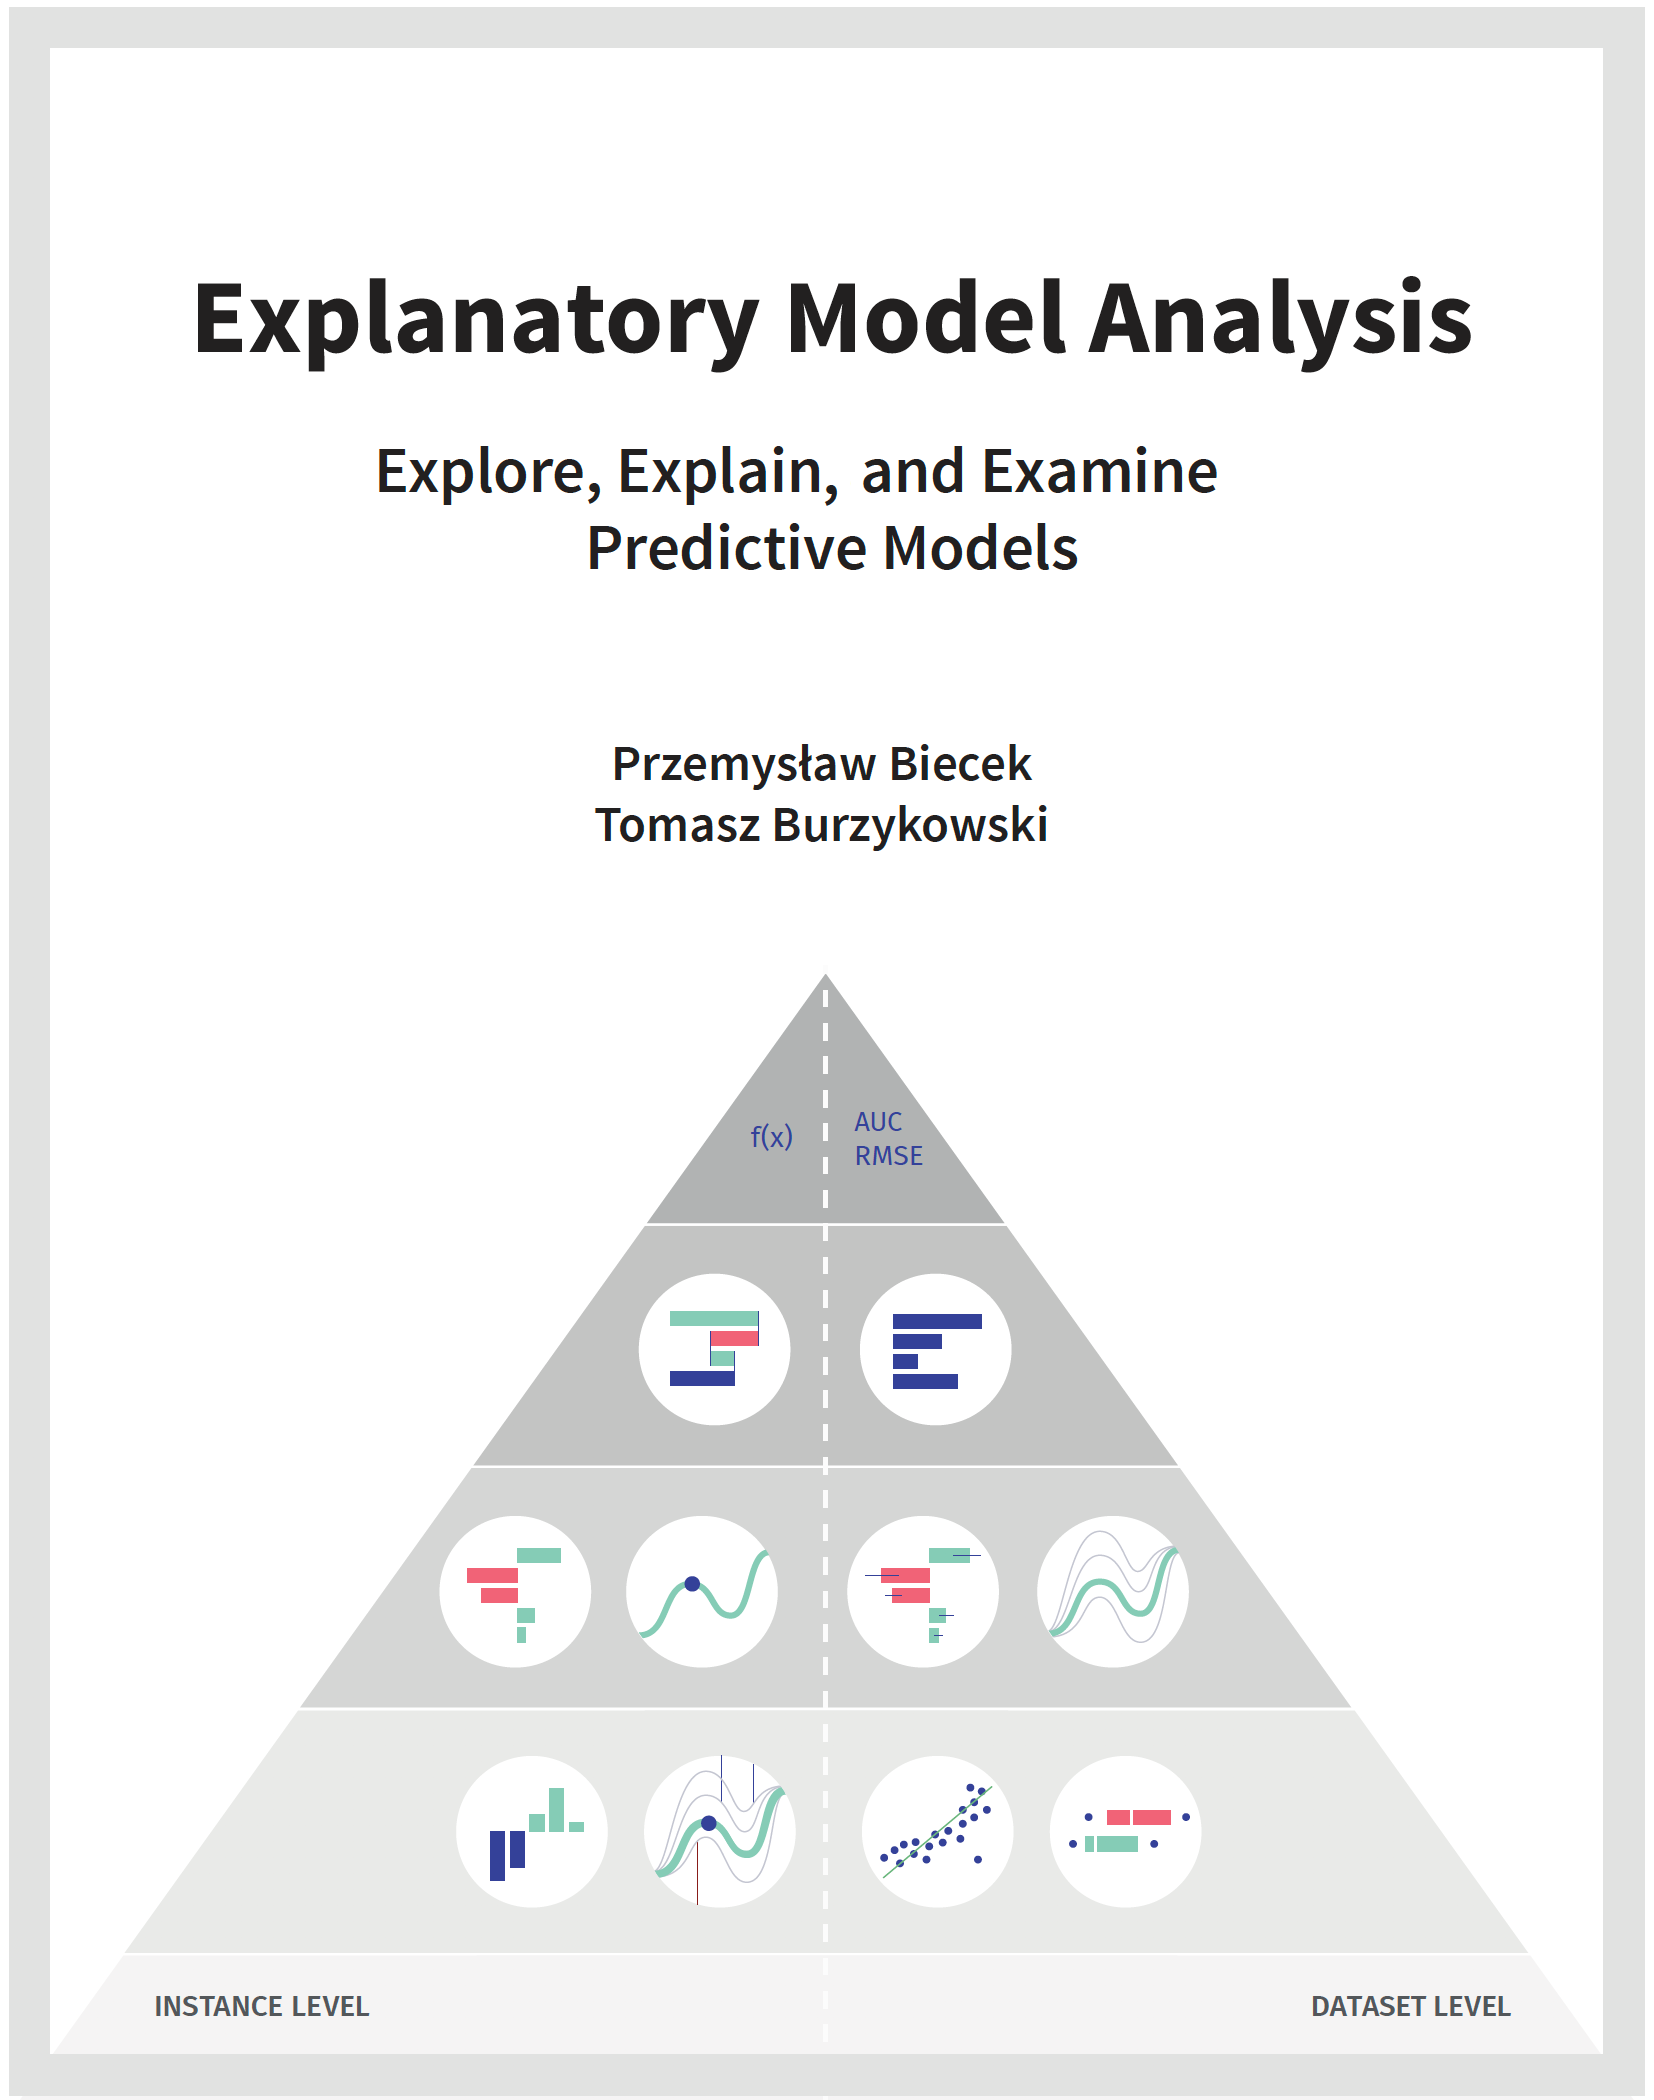 Explanatory Model Analysis
Explore, Explain, and Examine
Predictive Models
Przemysław Biecek
Tomasz Burzykowski
f(x)
AUC
RMSE
INSTANCE LEVEL
DATASET LEVEL